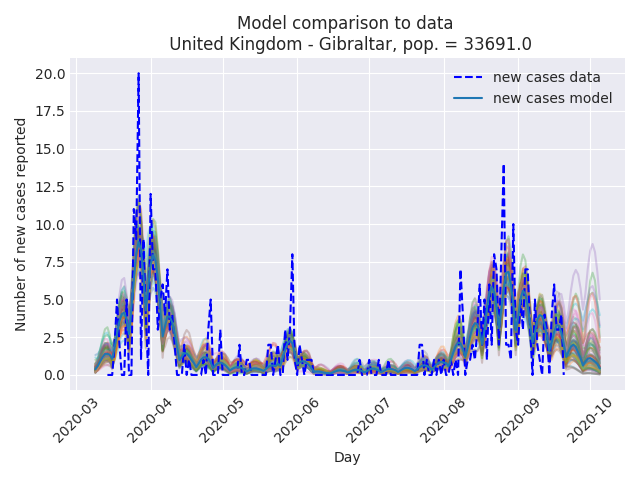 Model comparison to data
United Kingdom - Gibraltar, pop. = 33691.0
new cases data
new cases model
Number of new cases reported
20.0
17.5
15.0
12.5
10.0
7.5
5.0
2.5
0.0
2020-03
2020-04
2020-05
2020-06
2020-07
2020-08
2020-09
2020-10
Day